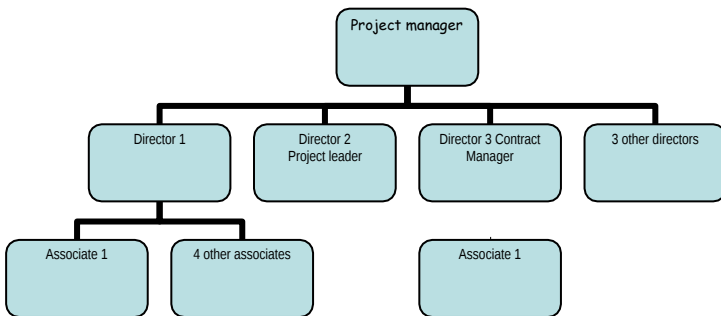 Project manager
Director 1
Director 2
Project leader
Director 3 Contract
Manager
3 other directors
Associate 1
4 other associates
Associate 1